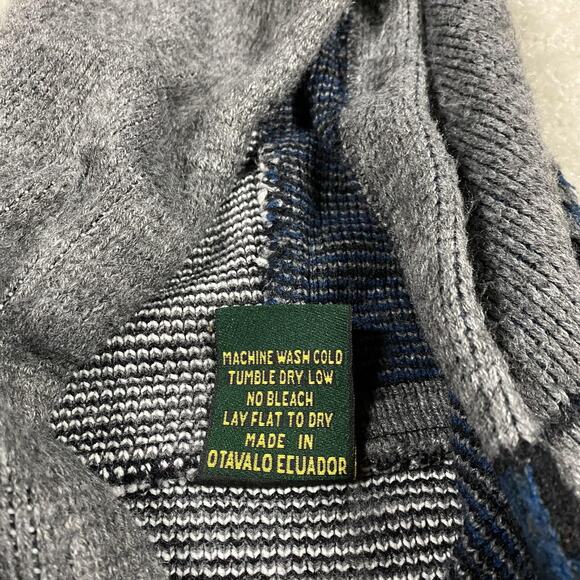 MACHINE WASH COLD
TUMBLE DRY LOW
NO BLEACH
LAY FLAT TO DRY
MADE IN
OTAVALO ECUADOR